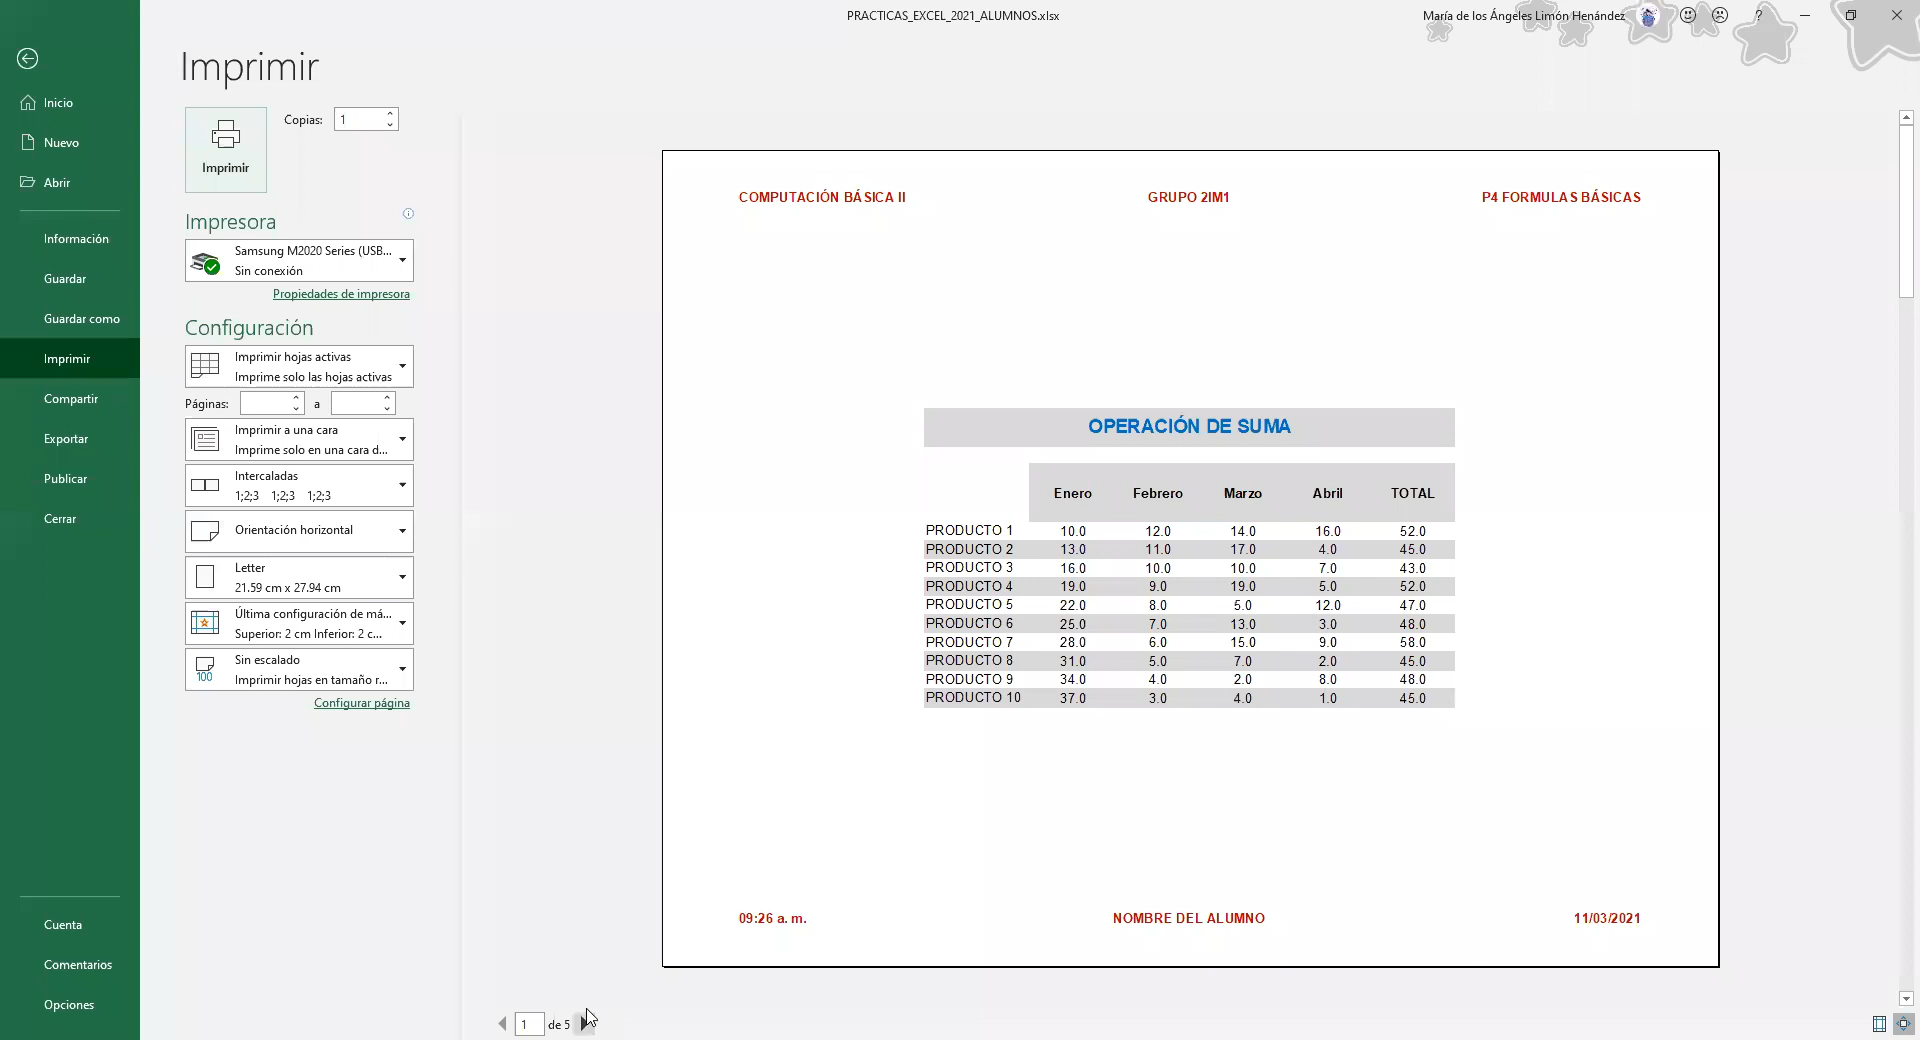 PRACTICAS_EXCEL_2021_ALUMNOS.xlsx
María de los Ángeles Limón Henández
?
Inicio
Nuevo
Abrir
Información
Guardar
Guardar como
Imprimir
Compartir
Exportar
Publicar
Cerrar
Cuenta
Comentarios
Opciones
Imprimir
Imprimir
Copias: 1
Impresora
Samsung M2020 Series (USB...
Sin conexión
Propiedades de impresora
Configuración
Imprimir hojas activas
Imprime solo las hojas activas
Páginas: a
Imprimir a una cara
Imprime solo en una cara d...
Intercaladas
1;2;3 1;2;3 1;2;3
Orientación horizontal
Letter
21.59 cm x 27.94 cm
Última configuración de má...
Superior: 2 cm Inferior: 2 c...
Sin escalado
100
Imprimir hojas en tamaño r...
Configurar página
COMPUTACIÓN BÁSICA II GRUPO 2IM1 P4 FORMULAS BÁSICAS
OPERACIÓN DE SUMA
Enero Febrero Marzo Abril TOTAL
PRODUCTO 1 10.0 12.0 14.0 16.0 52.0
PRODUCTO 2 13.0 11.0 17.0 4.0 45.0
PRODUCTO 3 16.0 10.0 10.0 7.0 43.0
PRODUCTO 4 19.0 9.0 19.0 5.0 52.0
PRODUCTO 5 22.0 8.0 5.0 12.0 47.0
PRODUCTO 6 25.0 7.0 13.0 3.0 48.0
PRODUCTO 7 28.0 6.0 15.0 9.0 58.0
PRODUCTO 8 31.0 5.0 7.0 2.0 45.0
PRODUCTO 9 34.0 4.0 2.0 8.0 48.0
PRODUCTO 10 37.0 3.0 4.0 1.0 45.0
09:26 a. m. NOMBRE DEL ALUMNO 11/03/2021
1 de 5